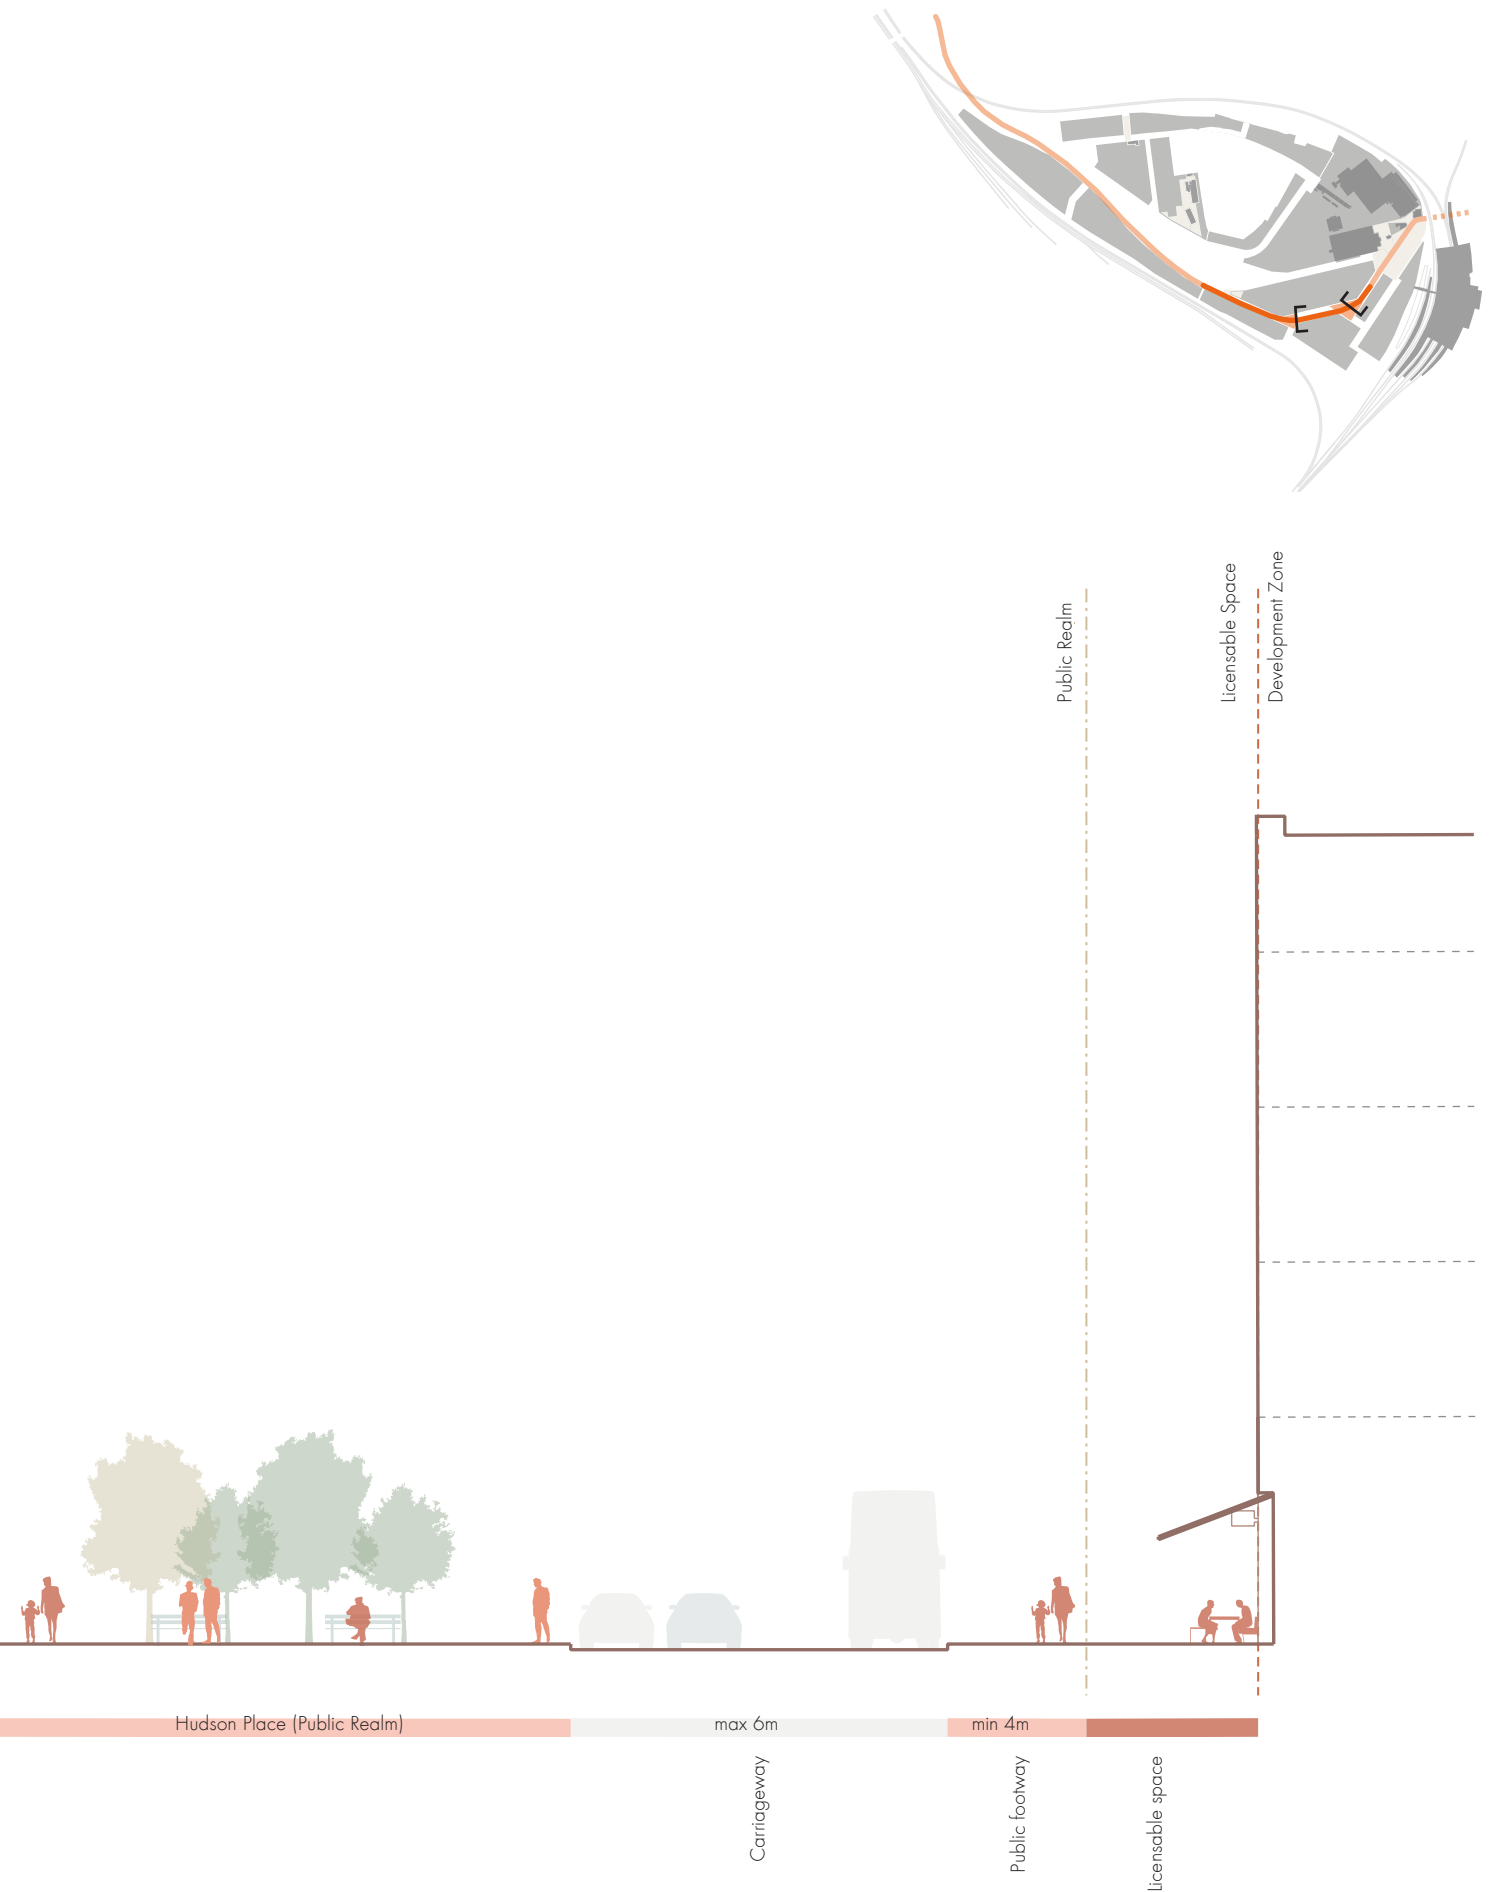 Public Realm
Licensable Space
Development Zone
Hudson Place (Public Realm)
max 6m
min 4m
Carriageway
Public footway
Licensable space